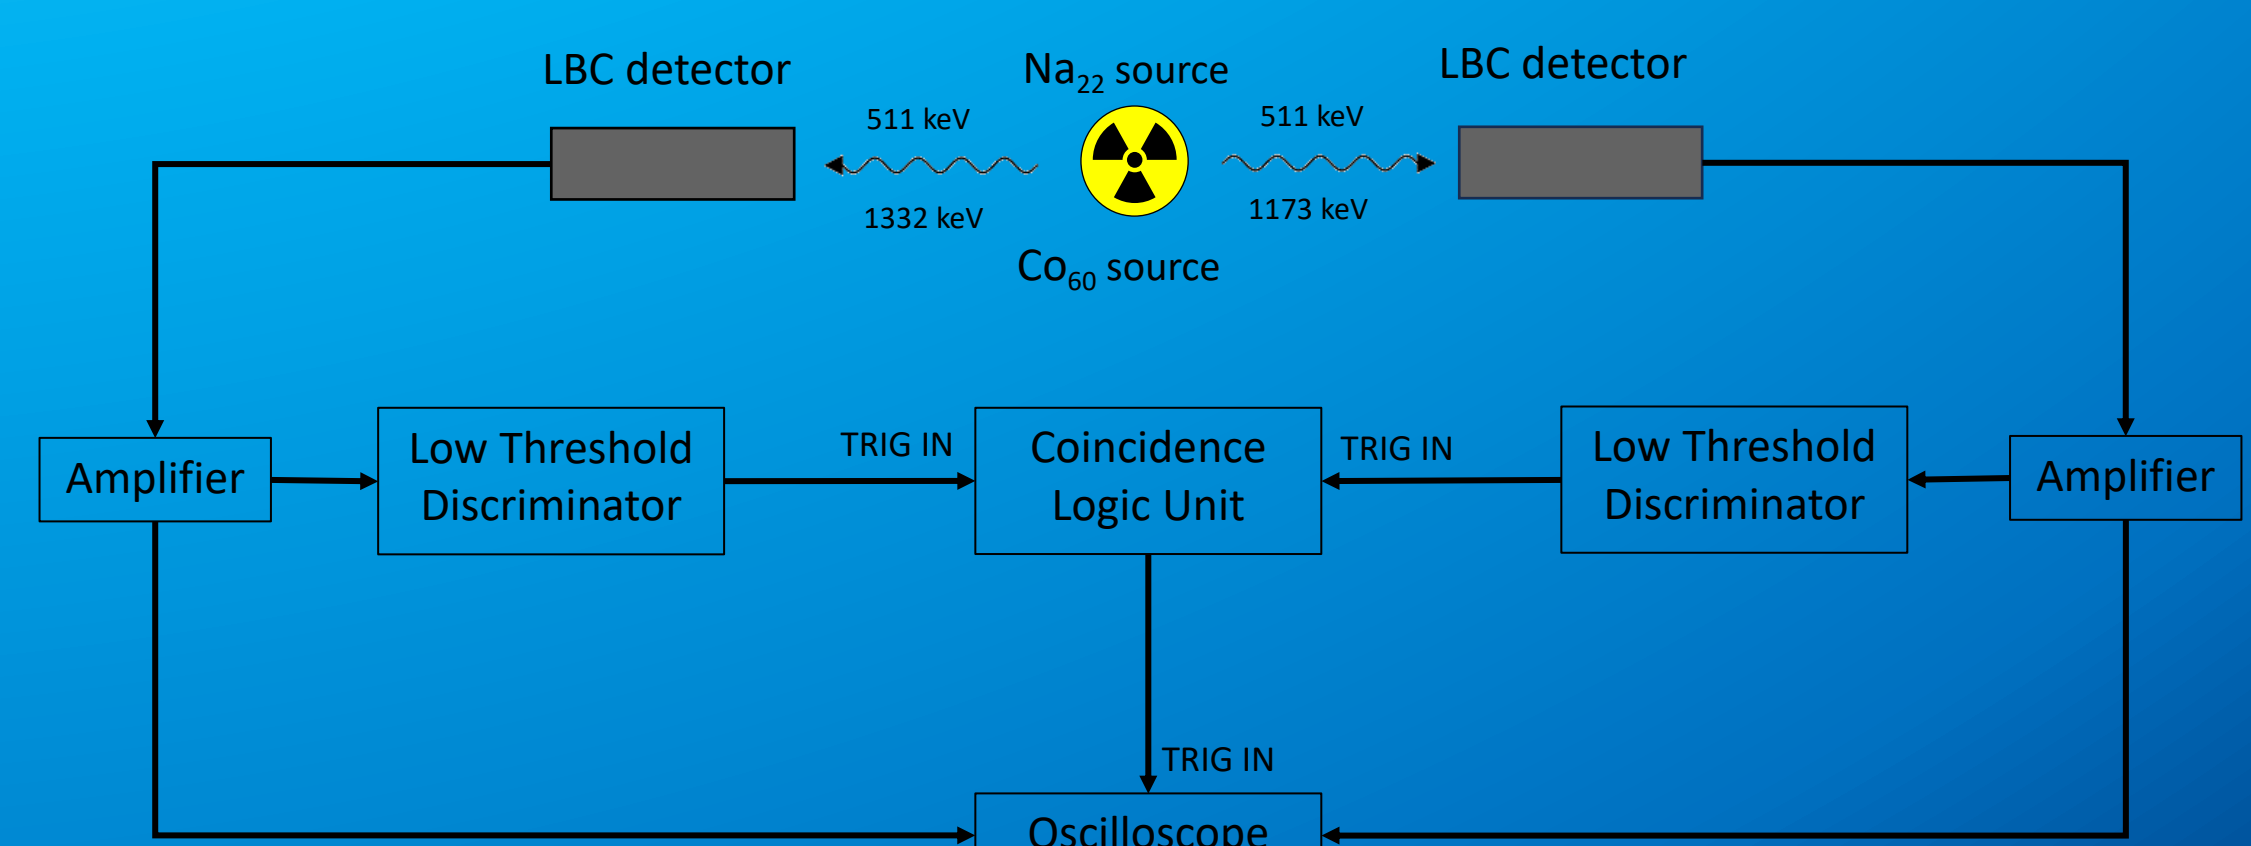 LBC detector
Na₂₂ source
LBC detector
511 keV
511 keV
1332 keV
1173 keV
Co₆₀ source
Amplifier
Low Threshold
Discriminator
TRIG IN
Coincidence
Logic Unit
TRIG IN
Low Threshold
Discriminator
Amplifier
TRIG IN
Oscilloscope